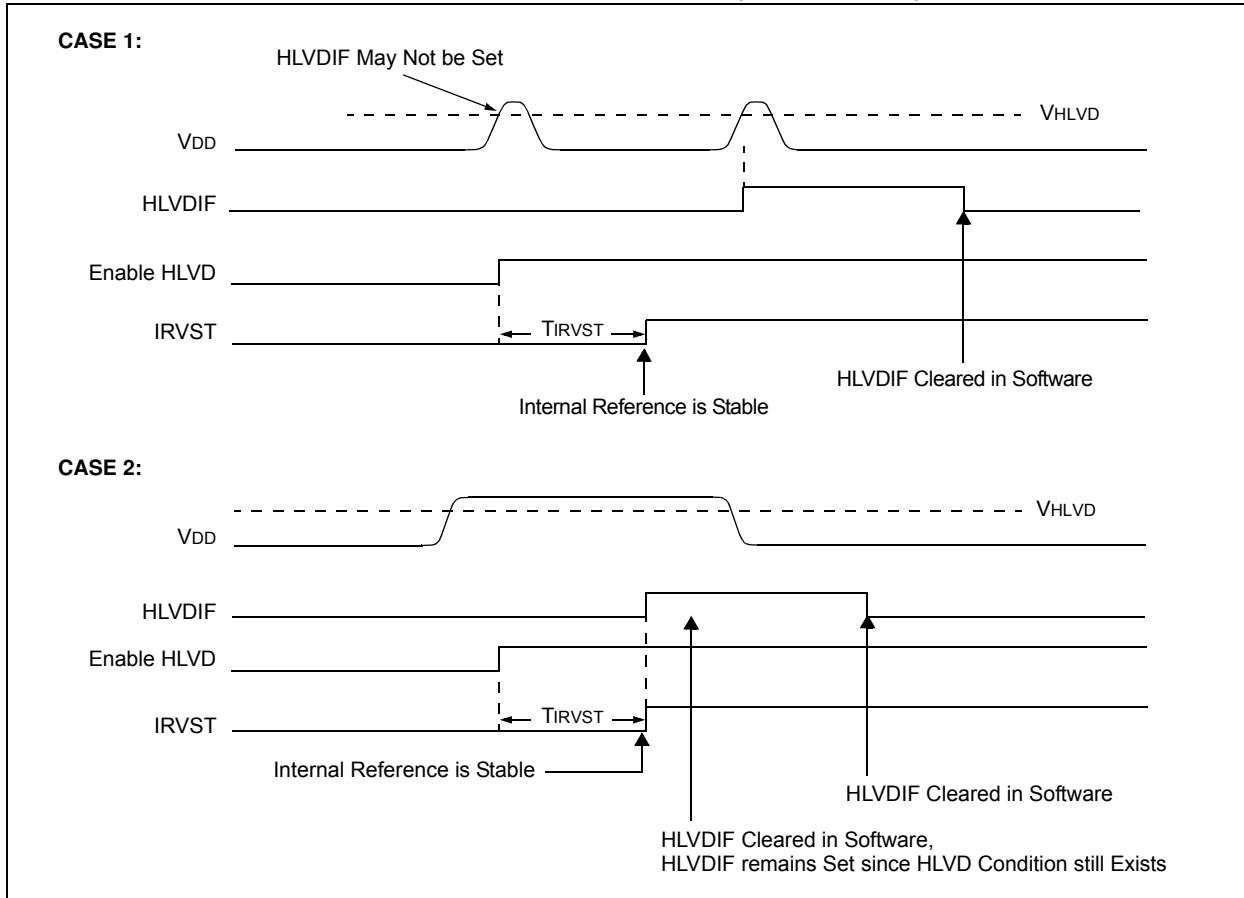 CASE 1:
HLVDIF May Not be Set
VHLVD
VDD
HLVDIF
Enable HLVD
TIRVST
IRVST
HLVDIF Cleared in Software
Internal Reference is Stable
CASE 2:
VHLVD
VDD
HLVDIF
Enable HLVD
TIRVST
IRVST
Internal Reference is Stable
HLVDIF Cleared in Software
HLVDIF Cleared in Software,
HLVDIF remains Set since HLVD Condition still Exists